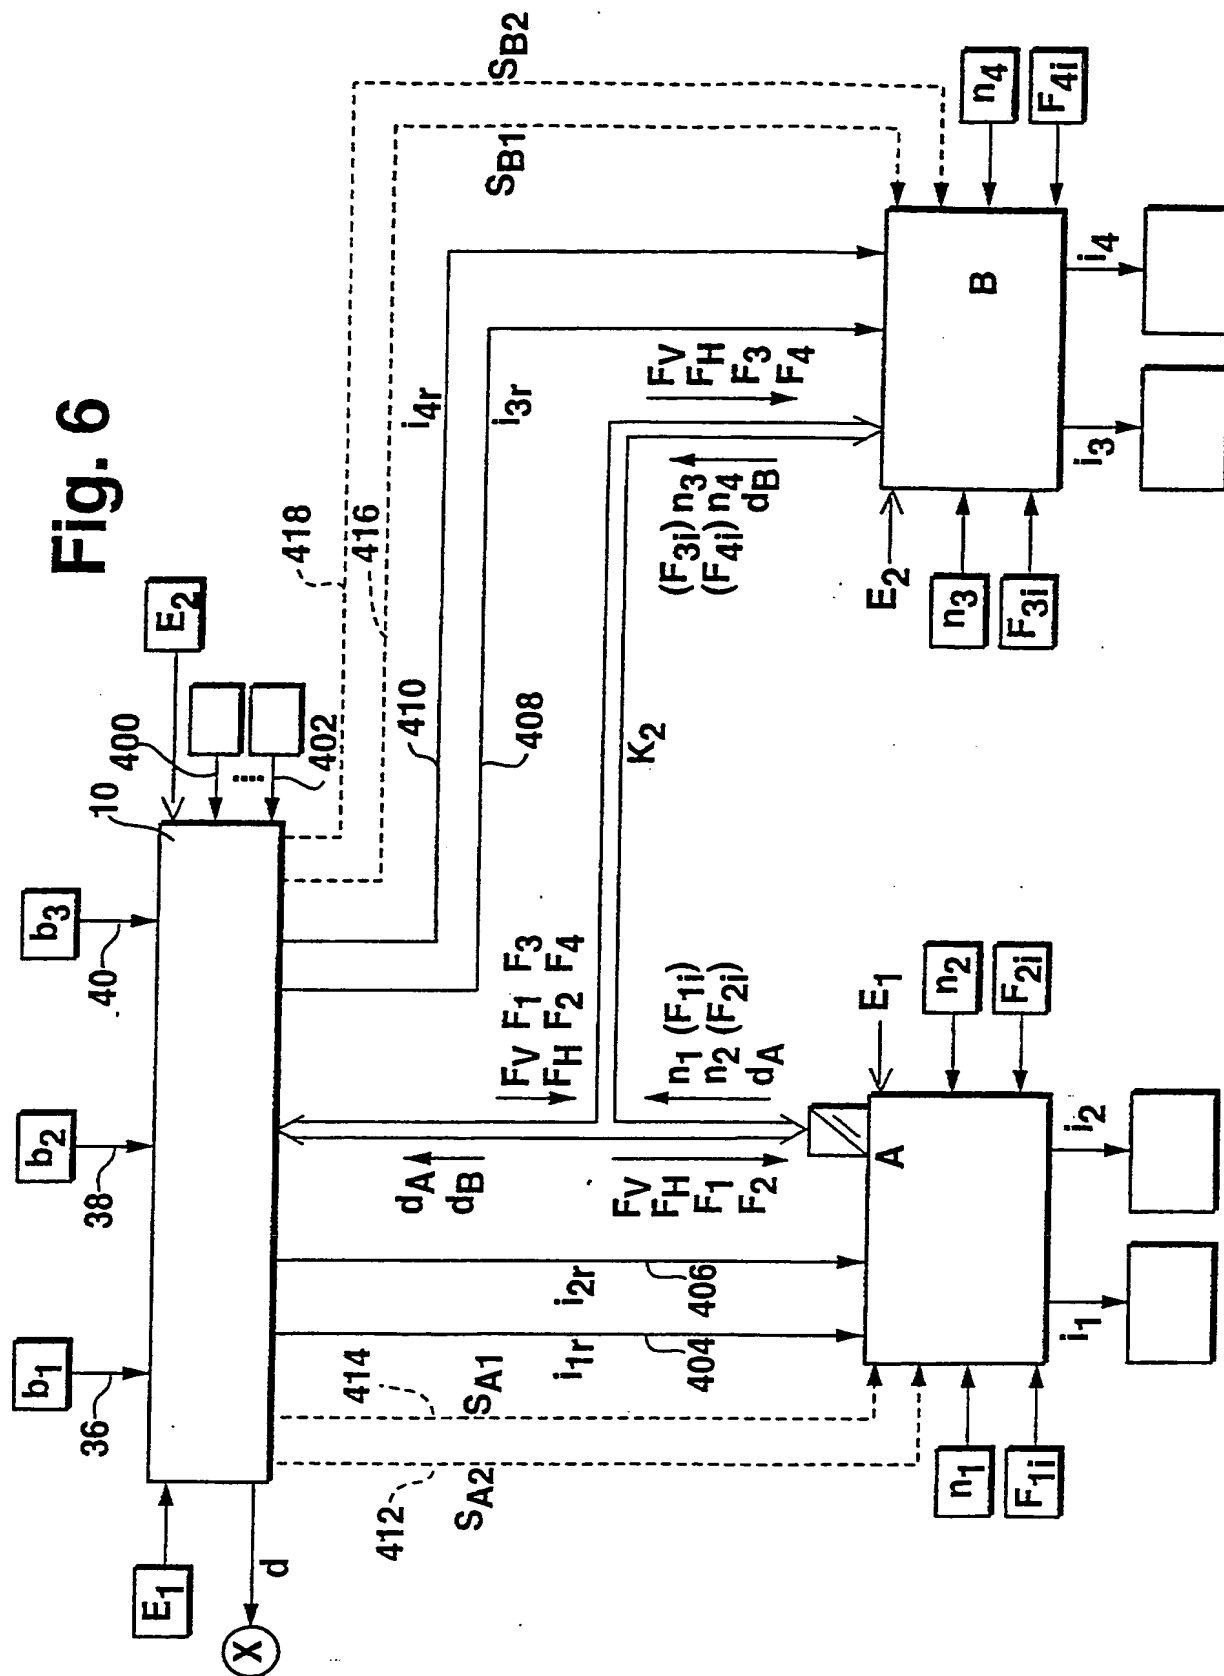 Fig. 6
b1
b2
b3
36
38
40
10
E1
E2
d
X
400
402
....
412
414
SA2
SA1
404
406
i1r
i2r
dA
dB
FV F1 F3
FH F2 F4
FV
FH
F1
F2
n1 (F1i)
n2 (F2i)
dA
K2
408
410
416
418
i3r
i4r
SB1
SB2
(F3i) n3
(F4i) n4
dB
FV
FH
F3
F4
A
E1
n1
F1i
n2
F2i
i1
i2
B
E2
n3
F3i
n4
F4i
i3
i4